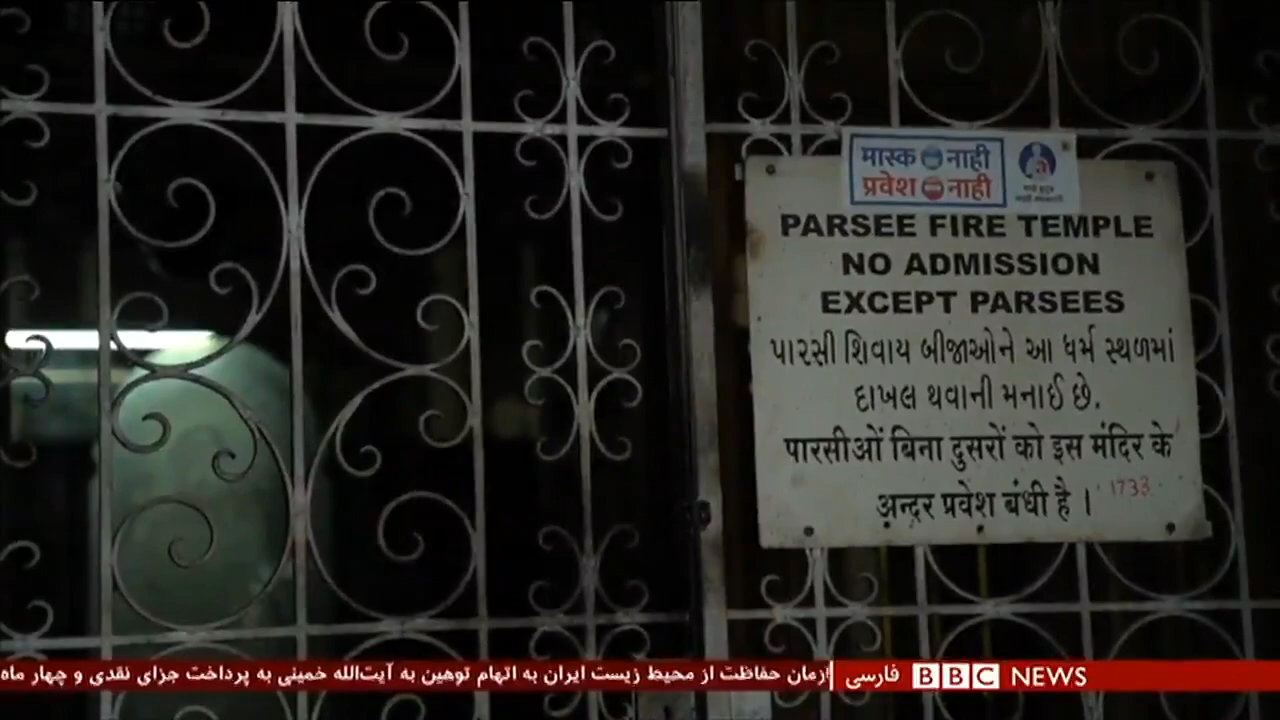 मास्क नाही
प्रवेश नाही
PARSEE FIRE TEMPLE
NO ADMISSION
EXCEPT PARSEES
પારસી શિવાય બીજાઓને આ ધર્મ સ્થળમાં
દાખલ થવાની મનાઈ છે.
पारसीओं बिना दुसरों को इस मंदिर के
अन्दर प्रवेश बंधी है । 1733
ازمان حفاظت از محیط زیست ایران به اتهام توهین به آیت‌الله خمینی به پرداخت جزای نقدی و چهار ماه
فارسی BBC NEWS